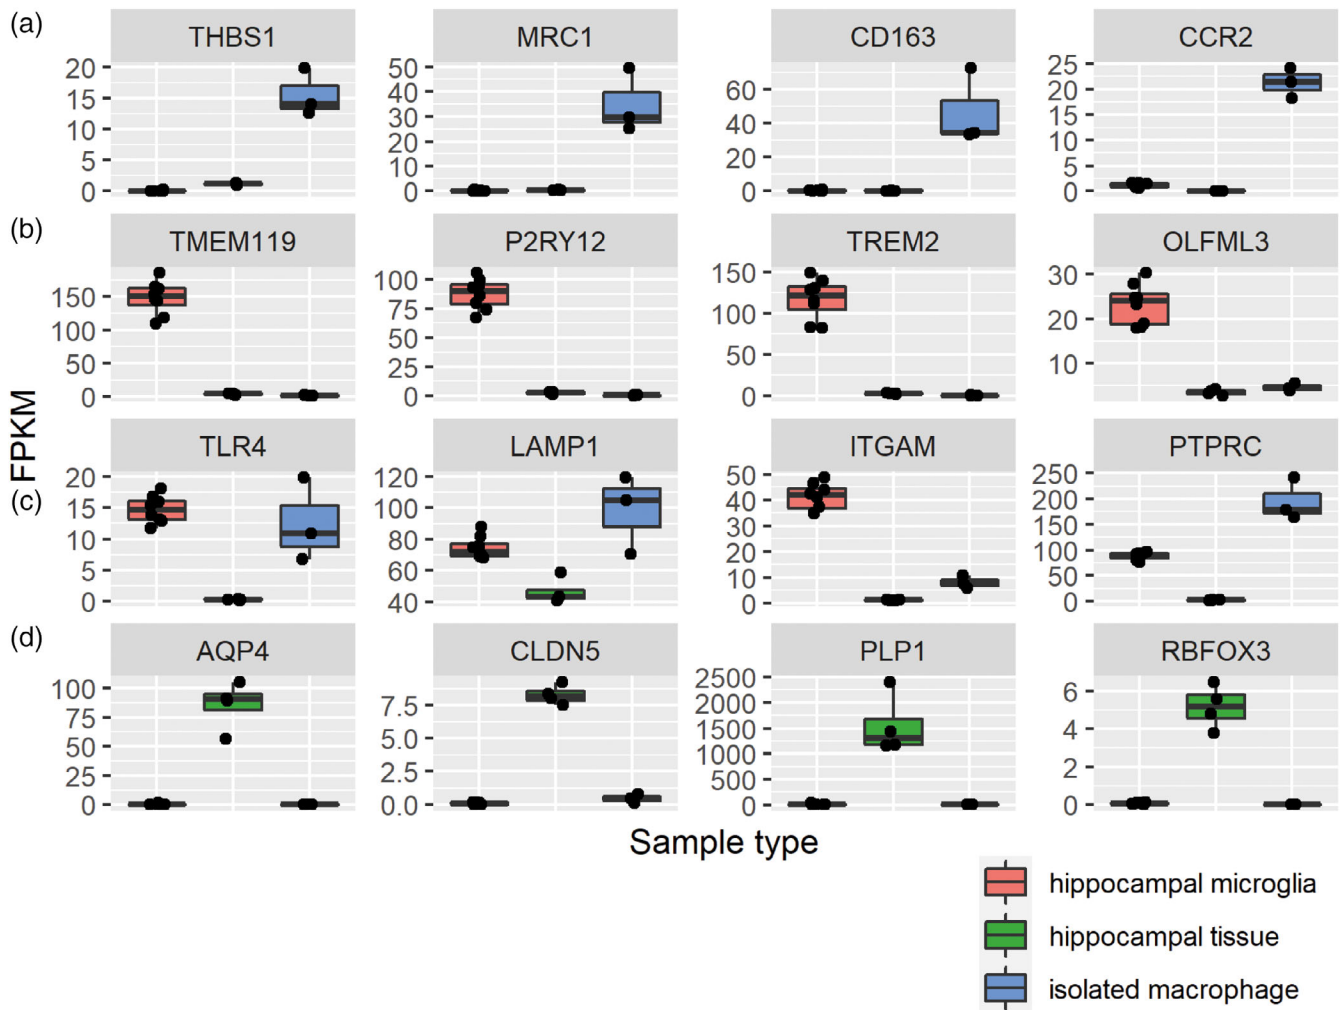 (a)
THBS1 MRC1 CD163 CCR2
20 50 60 25
15 40 40 20
10 30 20 15
5 20 0 10
0 10 5
0 0
(b)
TMEM119 P2RY12 TREM2 OLFML3
150 100 150 30
100 75 100 20
50 50 50 10
0 25 0
0
FPKM
(c)
TLR4 LAMP1 ITGAM PTPRC
20 120 50 250
15 100 40 200
10 80 30 150
5 60 20 100
0 40 10 50
0 0
(d)
AQP4 CLDN5 PLP1 RBFOX3
100 7.5 2500 6
75 5.0 2000 4
50 2.5 1500 2
25 0.0 1000 0
0 500
0
Sample type
hippocampal microglia
hippocampal tissue
isolated macrophage